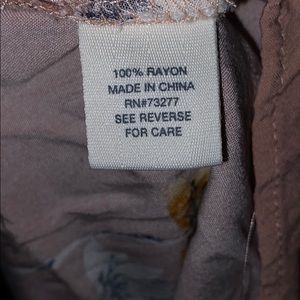 100% RAYON
MADE IN CHINA
RN#73277
SEE REVERSE
FOR CARE